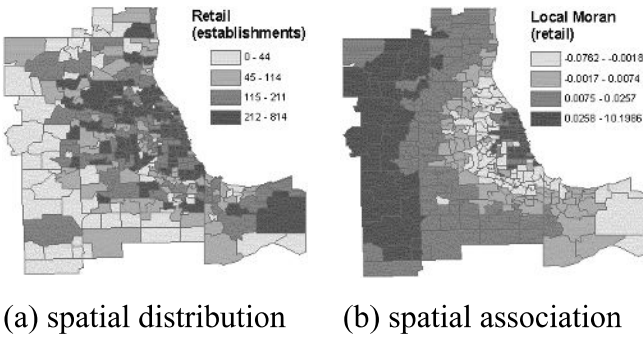 Retail
(establishments)
0 - 44
45 - 114
115 - 211
212 - 814
Local Moran
(retail)
-0.0762 - -0.0018
-0.0017 - 0.0074
0.0075 - 0.0257
0.0258 - 10.1986
(a) spatial distribution
(b) spatial association